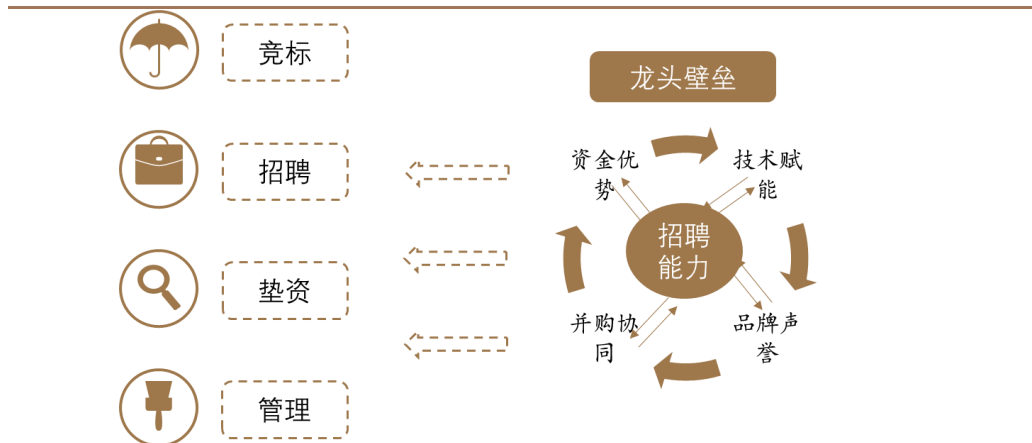 竞标
招聘
垫资
管理
龙头壁垒
资金优
势
技术赋
能
招聘
能力
并购协
同
品牌声
誉